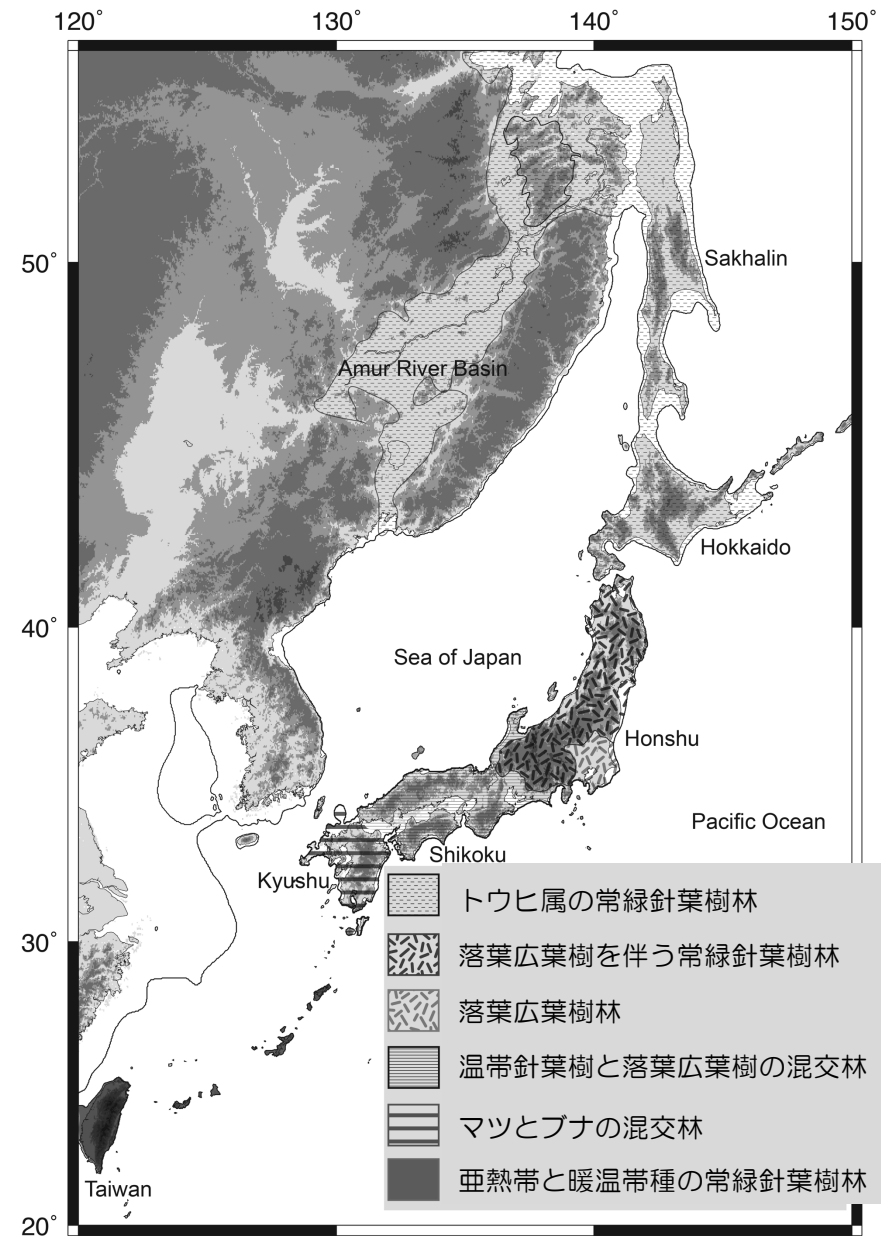 120° 130° 140° 150°
50°
Sakhalin
Amur River Basin
Hokkaido
40°
Sea of Japan
Honshu
Pacific Ocean
Shikoku
Kyushu
トウヒ属の常緑針葉樹林
30°
落葉広葉樹を伴う常緑針葉樹林
落葉広葉樹林
温帯針葉樹と落葉広葉樹の混交林
マツとブナの混交林
亜熱帯と暖温帯種の常緑針葉樹林
Taiwan
20°